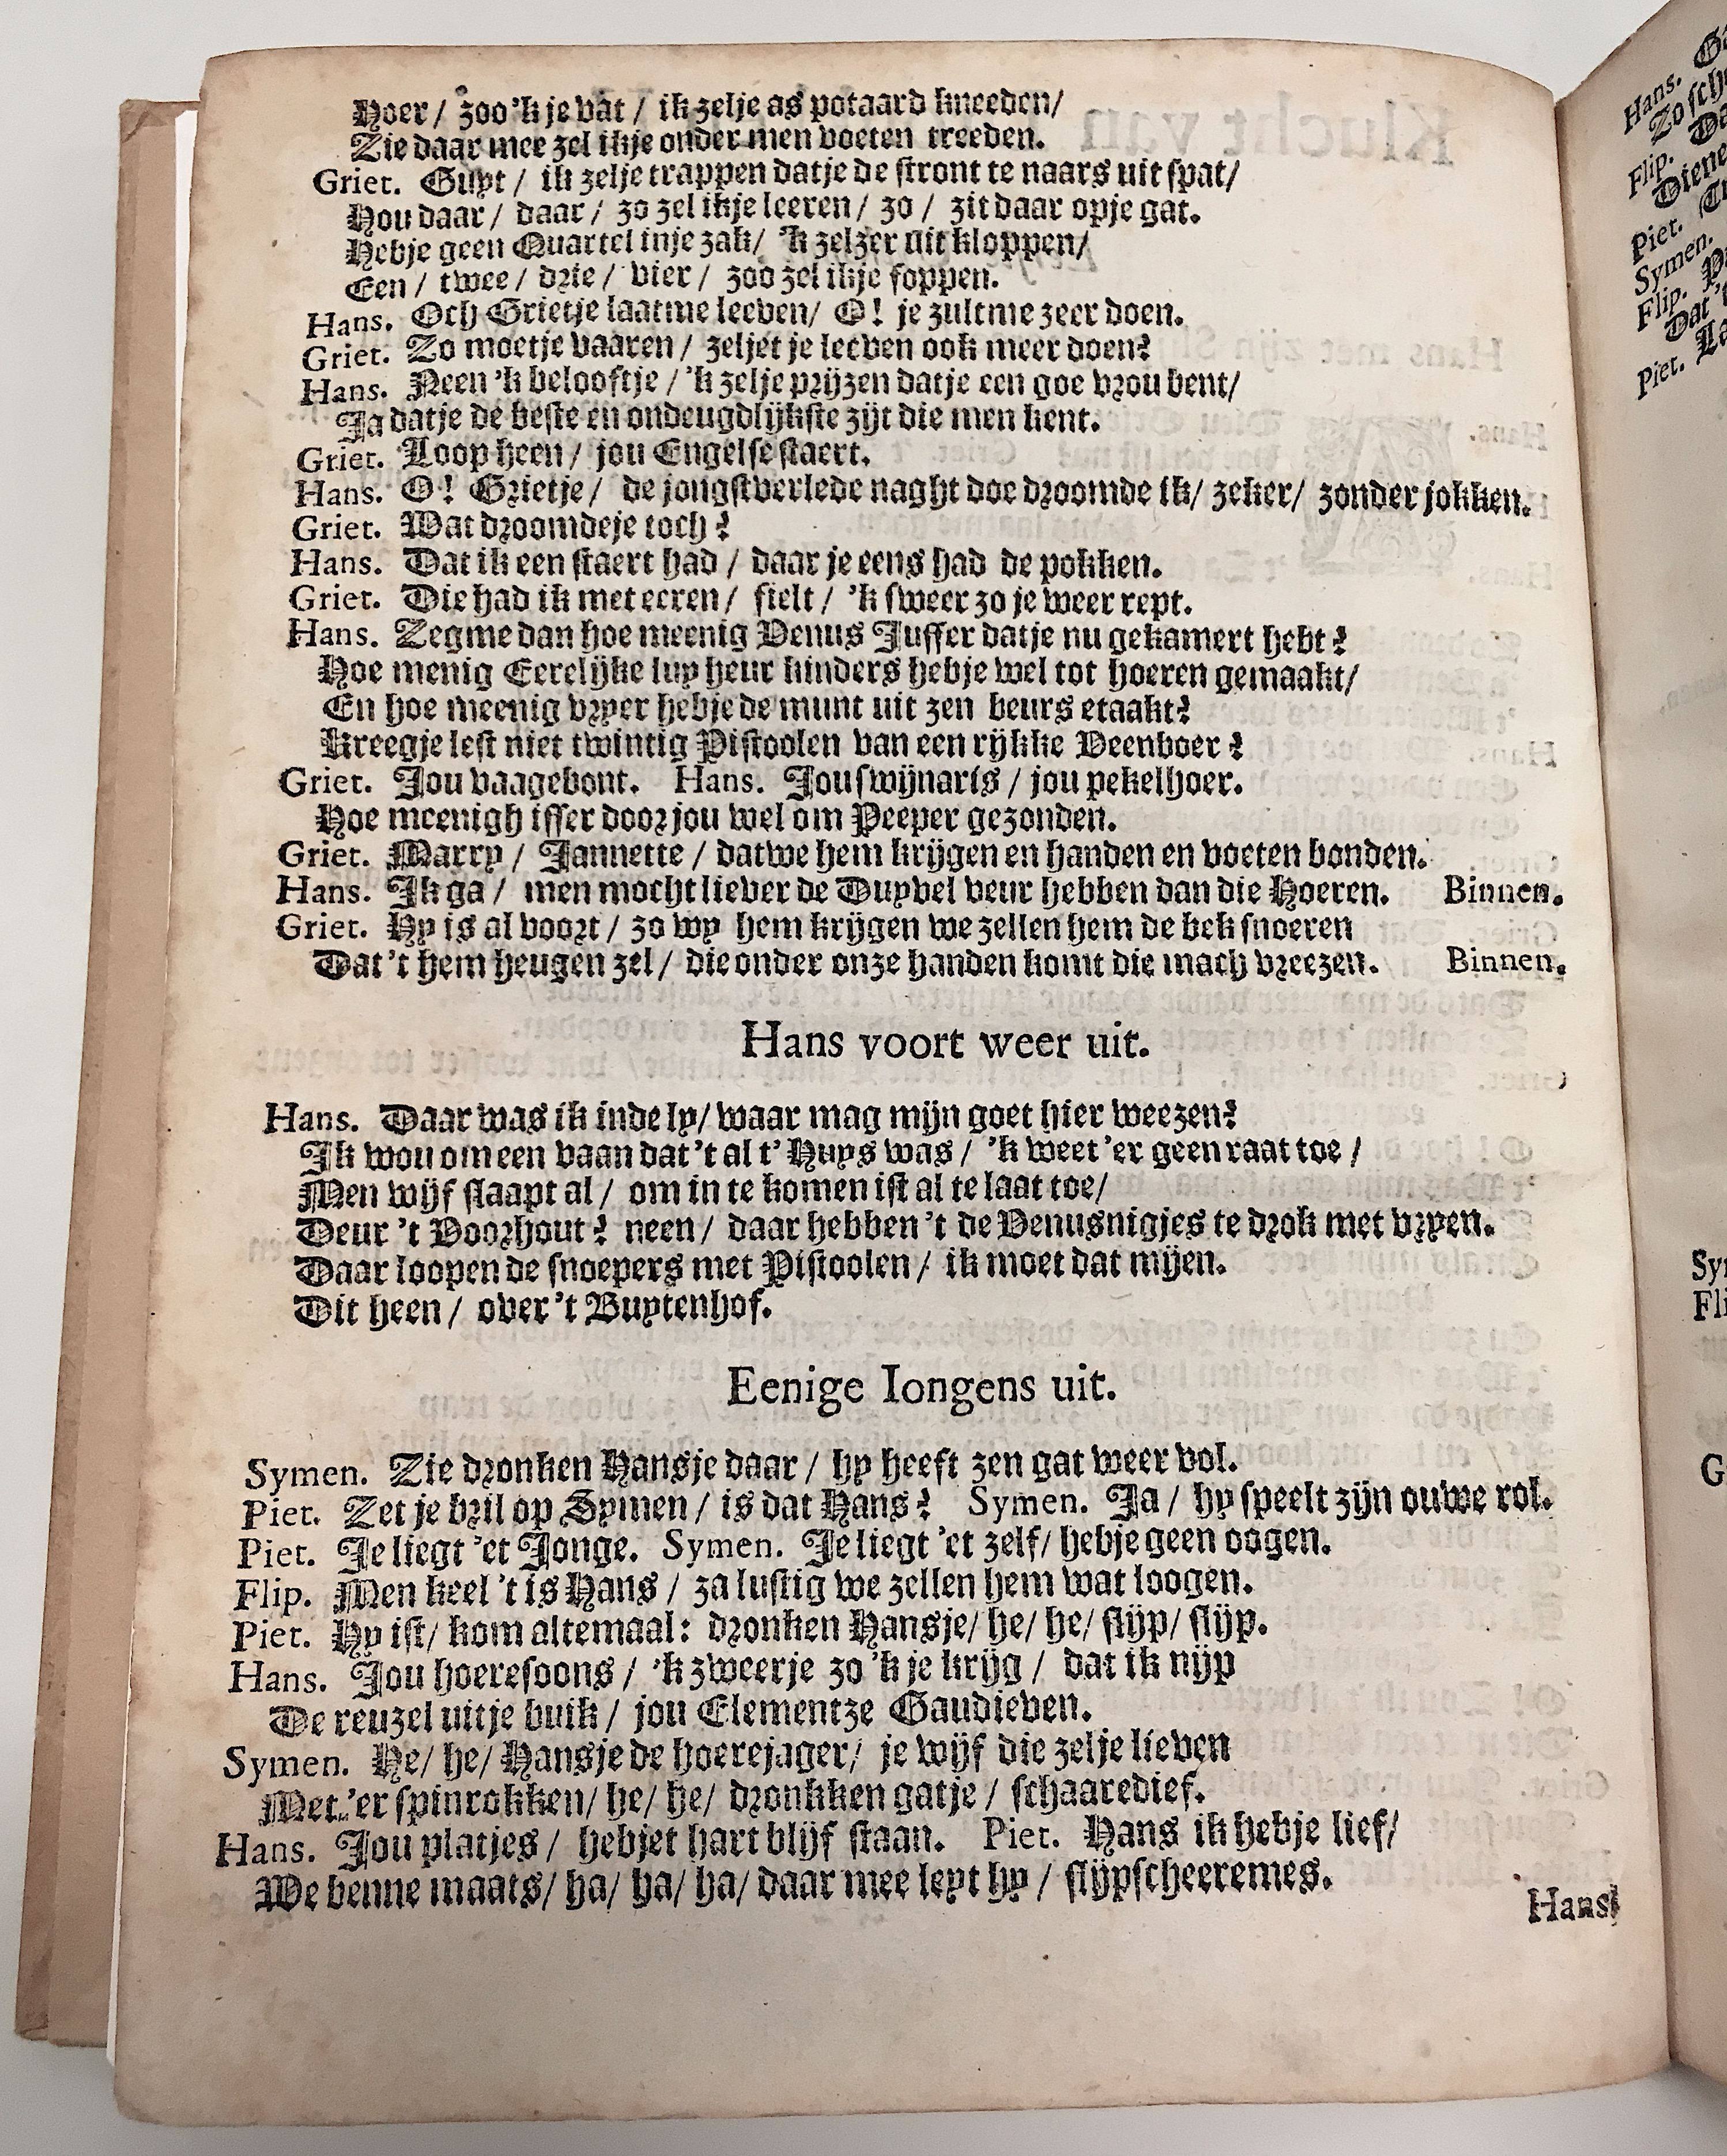 Hoer / zoo 'k je vat / ik zelje as potaard kneeden/
Zie daar mee zel ikje onder men voeten treeden.
Griet. Guyt / ik zelje trappen datje de stront te naars uit spat/
Hou daar / daar / zo zel ikje leeren / zo / zit daar opje gat.
Hebje geen Quartel inje zak/ 'k zelzer uit kloppen/
Een / twee / drie / vier / zoo zel ikje foppen.
Hans. Och Grietje laatme leeven/ O! je zultme zeer doen.
Griet. Zo moetje vaaren / zeljet je leeven ook meer doen?
Hans. Neen 'k belooftje / 'k zelje prijzen datje een goe vrou bent/
Ja datje de beste en ondeugdlijkste zijt die men kent.
Griet. Loop heen / jou Engelse staert.
Hans. O! Grietje / de jongstverlede naght doe droomde ik/ zeker/ zonder jokken.
Griet. Wat droomdeje toch?
Hans. Dat ik een staert had / daar je eens had de pokken.
Griet. Die had ik met eeren / fielt / 'k sweer zo je weer rept.
Hans. Zegme dan hoe meenig Venus Juffer datje nu gekamert hebt?
Hoe menig Eerelijke luy heur kinders hebje wel tot hoeren gemaakt/
En hoe meenig vryer hebje de munt uit zen beurs etaakt?
Kreegje lest niet twintig Pistoolen van een rijkke Veenboer?
Griet. Jou vaagebont. Hans. Jou swijnaris / jou pekelhoer.
Hoe meenigh isser door jou wel om Peeper gezonden.
Griet. Marry / Jannette / datwe hem krijgen en handen en voeten bonden.
Hans. Ik ga / men mocht liever de Duyvel veur hebben dan die Hoeren. Binnen.
Griet. Hy is al voort / zo wy hem krijgen we zellen hem de bek snoeren
Dat 't hem heugen zel / die onder onze handen komt die mach vreezen. Binnen.
Hans voort weer uit.
Hans. Daar was ik inde ly/ waar mag mijn goet hier weezen?
Ik wou om een vaan dat 't al t' Huys was / 'k weet 'er geen raat toe /
Men wijf slaapt al / om in te komen ist al te laat toe/
Deur 't Voorhout? neen / daar hebben 't de Venusnigjes te drok met vryen.
Daar loopen de snoepers met Pistoolen / ik moet dat mijen.
Dit heen / over 't Buytenhof.
Eenige Iongens uit.
Symen. Zie dronken Hansje daar / hy heeft zen gat weer vol.
Piet. Zet je bril op Symen / is dat Hans? Symen. Ja / hy speelt zijn ouwe rol.
Piet. Je liegt 'et Jonge. Symen. Je liegt 'et zelf/ hebje geen oogen.
Flip. Men keel 't is Hans / za lustig we zellen hem wat loogen.
Piet. Hy ist/ kom altemaal: dronken Hansje/ he/ he/ slijp/ slijp.
Hans. Jou hoeresoons / 'k zweerje zo 'k je krijg / dat ik nijp
De reuzel uitje buik / jou Elementze Gaudieven.
Symen. He/ he/ Hansje de hoerejager/ je wijf die zelje lieven
Met 'er spinrokken/ he/ he/ dronkken gatje / schaaredief.
Hans. Jou platjes / hebjet hart blijf staan. Piet. Hans ik hebje lief/
We benne maats/ ha/ ha/ ha/ daar mee lept hy / slijpscheeremes.
Hans
Hans. 
Flip.
Piet.
Symen.
Flip.
Piet.